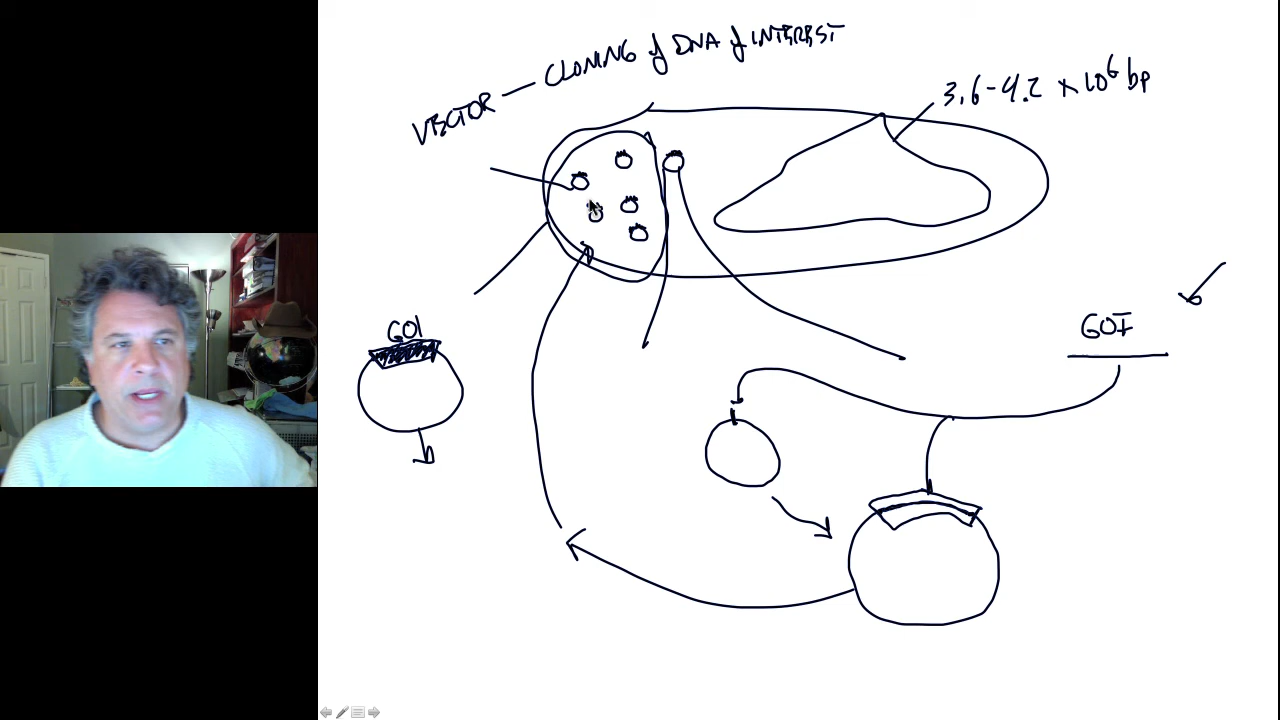 VECTOR — CLONING of DNA of INTEREST
3.6-4.2 x 10⁶ bp
GOI
GOI